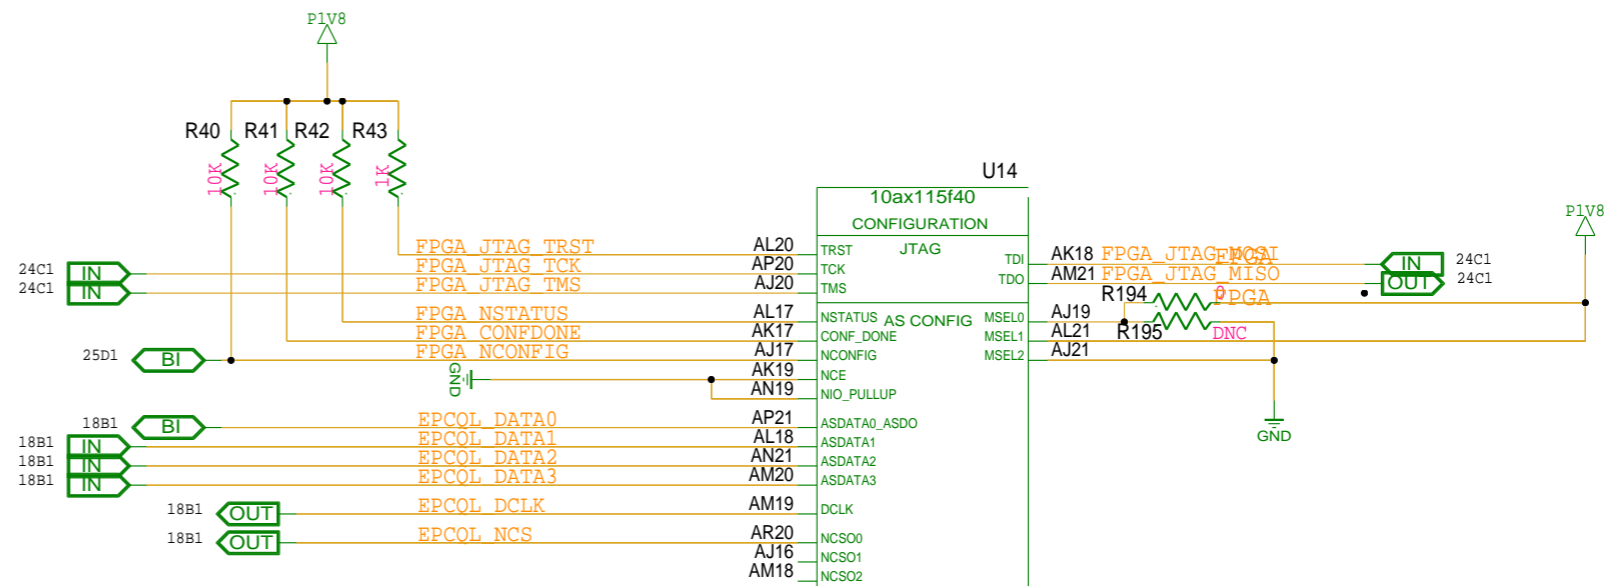 P1V8
R40 R41 R42 R43
10K 10K 10K 1K
U14
10ax115f40
CONFIGURATION
JTAG
P1V8
FPGA_JTAG_TRST AL20 TRST
24C1 IN FPGA_JTAG_TCK AP20 TCK
24C1 IN FPGA_JTAG_TMS AJ20 TMS
TDI AK18 FPGA_JTAG_MOSI FPGA IN 24C1
TDO AM21 FPGA_JTAG_MISO OUT 24C1
R194 0 FPGA
FPGA_NSTATUS AL17 NSTATUS AS CONFIG MSEL0 AJ19
FPGA_CONFDONE AK17 CONF_DONE MSEL1 AL21 R195 DNC
25D1 BI FPGA_NCONFIG AJ17 NCONFIG MSEL2 AJ21
GND AK19 NCE
AN19 NIO_PULLUP
18B1 BI EPCQL_DATA0 AP21 ASDATA0_ASDO
GND
18B1 IN EPCQL_DATA1 AL18 ASDATA1
18B1 IN EPCQL_DATA2 AN21 ASDATA2
18B1 IN EPCQL_DATA3 AM20 ASDATA3
18B1 OUT EPCQL_DCLK AM19 DCLK
18B1 OUT EPCQL_NCS AR20 NCSO0
AJ16 NCSO1
AM18 NCSO2